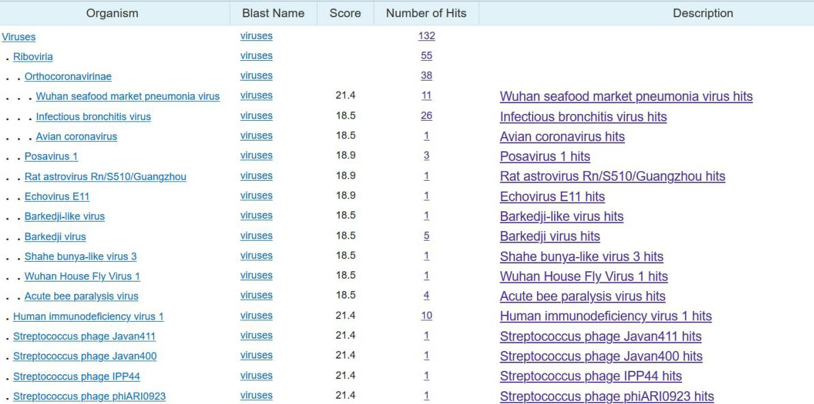 Organism Blast Name Score Number of Hits Description
Viruses viruses 132
. Riboviria viruses 55
. . Orthocoronavirinae viruses 38
. . . Wuhan seafood market pneumonia virus viruses 21.4 11 Wuhan seafood market pneumonia virus hits
. . . Infectious bronchitis virus viruses 18.5 26 Infectious bronchitis virus hits
. . . Avian coronavirus viruses 18.5 1 Avian coronavirus hits
. . Posavirus 1 viruses 18.9 3 Posavirus 1 hits
. . Rat astrovirus Rn/S510/Guangzhou viruses 18.9 1 Rat astrovirus Rn/S510/Guangzhou hits
. . Echovirus E11 viruses 18.9 1 Echovirus E11 hits
. . Barkedji-like virus viruses 18.5 1 Barkedji-like virus hits
. . Barkedji virus viruses 18.5 5 Barkedji virus hits
. . Shahe bunya-like virus 3 viruses 18.5 1 Shahe bunya-like virus 3 hits
. . Wuhan House Fly Virus 1 viruses 18.5 1 Wuhan House Fly Virus 1 hits
. . Acute bee paralysis virus viruses 18.5 4 Acute bee paralysis virus hits
. Human immunodeficiency virus 1 viruses 21.4 10 Human immunodeficiency virus 1 hits
. Streptococcus phage Javan411 viruses 21.4 1 Streptococcus phage Javan411 hits
. Streptococcus phage Javan400 viruses 21.4 1 Streptococcus phage Javan400 hits
. Streptococcus phage IPP44 viruses 21.4 1 Streptococcus phage IPP44 hits
. Streptococcus phage phiARI0923 viruses 21.4 1 Streptococcus phage phiARI0923 hits